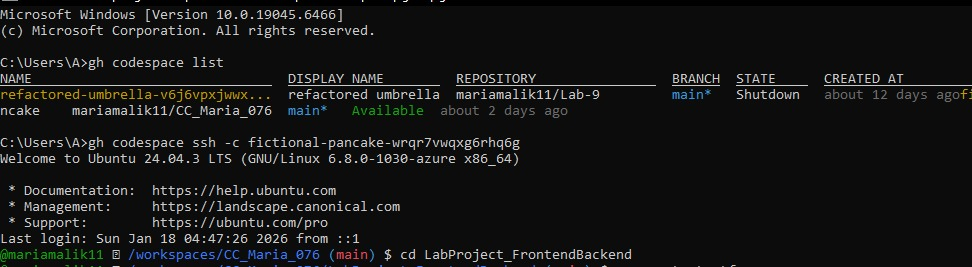 Microsoft Windows [Version 10.0.19045.6466]
(c) Microsoft Corporation. All rights reserved.
C:\Users\A>gh codespace list
NAME DISPLAY NAME REPOSITORY BRANCH STATE CREATED AT
refactored-umbrella-v6j6vpxjwwx... refactored umbrella mariamalik11/Lab-9 main* Shutdown about 12 days agofi
ncake mariamalik11/CC_Maria_076 main* Available about 2 days ago
C:\Users\A>gh codespace ssh -c fictional-pancake-wrqr7vwqxg6rhq6g
Welcome to Ubuntu 24.04.3 LTS (GNU/Linux 6.8.0-1030-azure x86_64)
* Documentation: https://help.ubuntu.com
* Management: https://landscape.canonical.com
* Support: https://ubuntu.com/pro
Last login: Sun Jan 18 04:47:26 2026 from ::1
@mariamalik11 /workspaces/CC_Maria_076 (main) $ cd LabProject_FrontendBackend